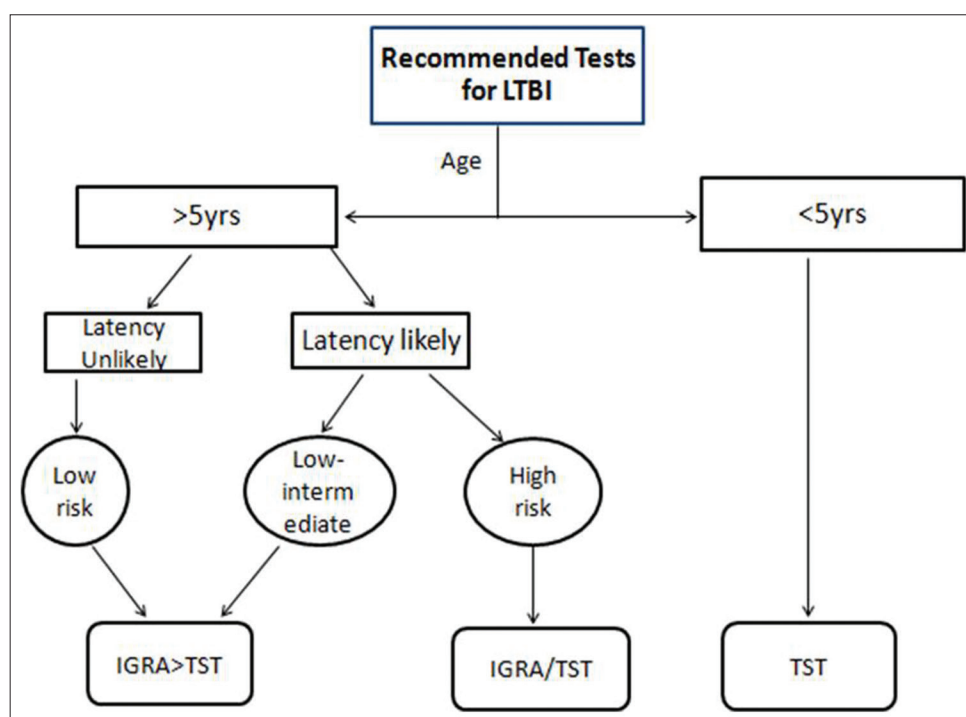 Recommended Tests
for LTBI
Age
>5yrs
<5yrs
Latency
Unlikely
Latency likely
Low
risk
Low-
interm
ediate
High
risk
IGRA>TST
IGRA/TST
TST